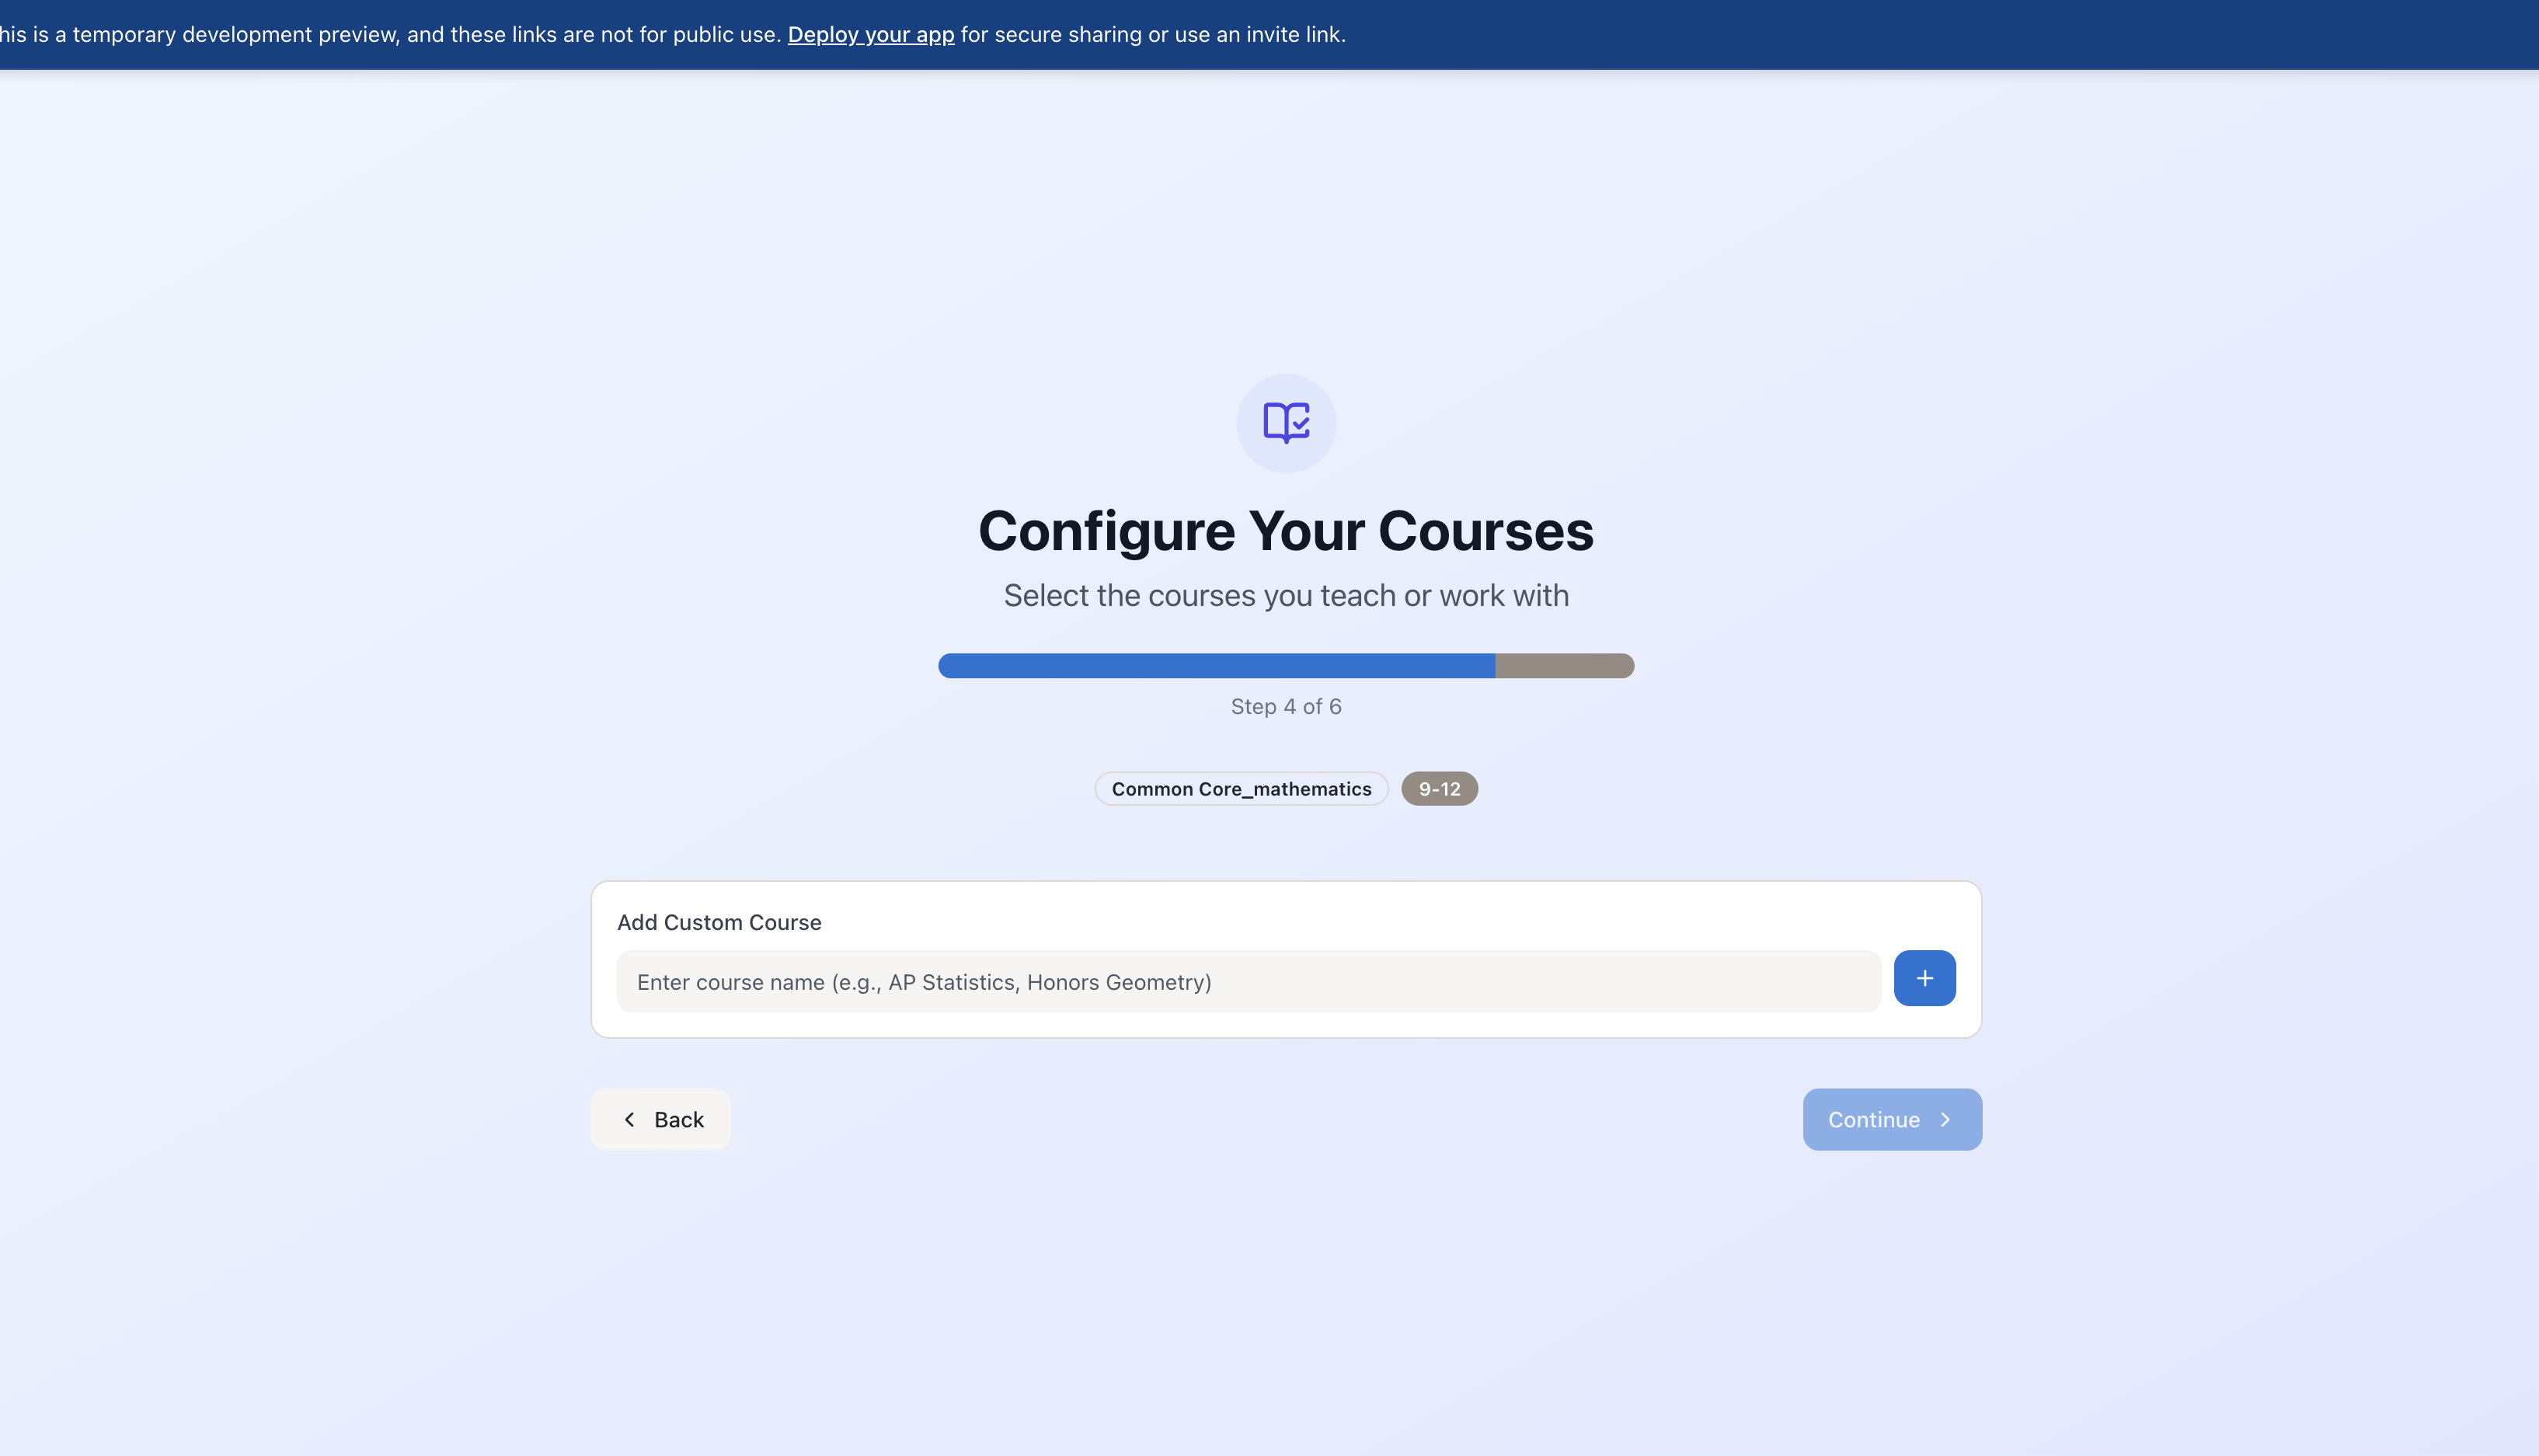 his is a temporary development preview, and these links are not for public use. Deploy your app for secure sharing or use an invite link.
Configure Your Courses
Select the courses you teach or work with
Step 4 of 6
Common Core_mathematics 9-12
Add Custom Course
Enter course name (e.g., AP Statistics, Honors Geometry)
Back Continue